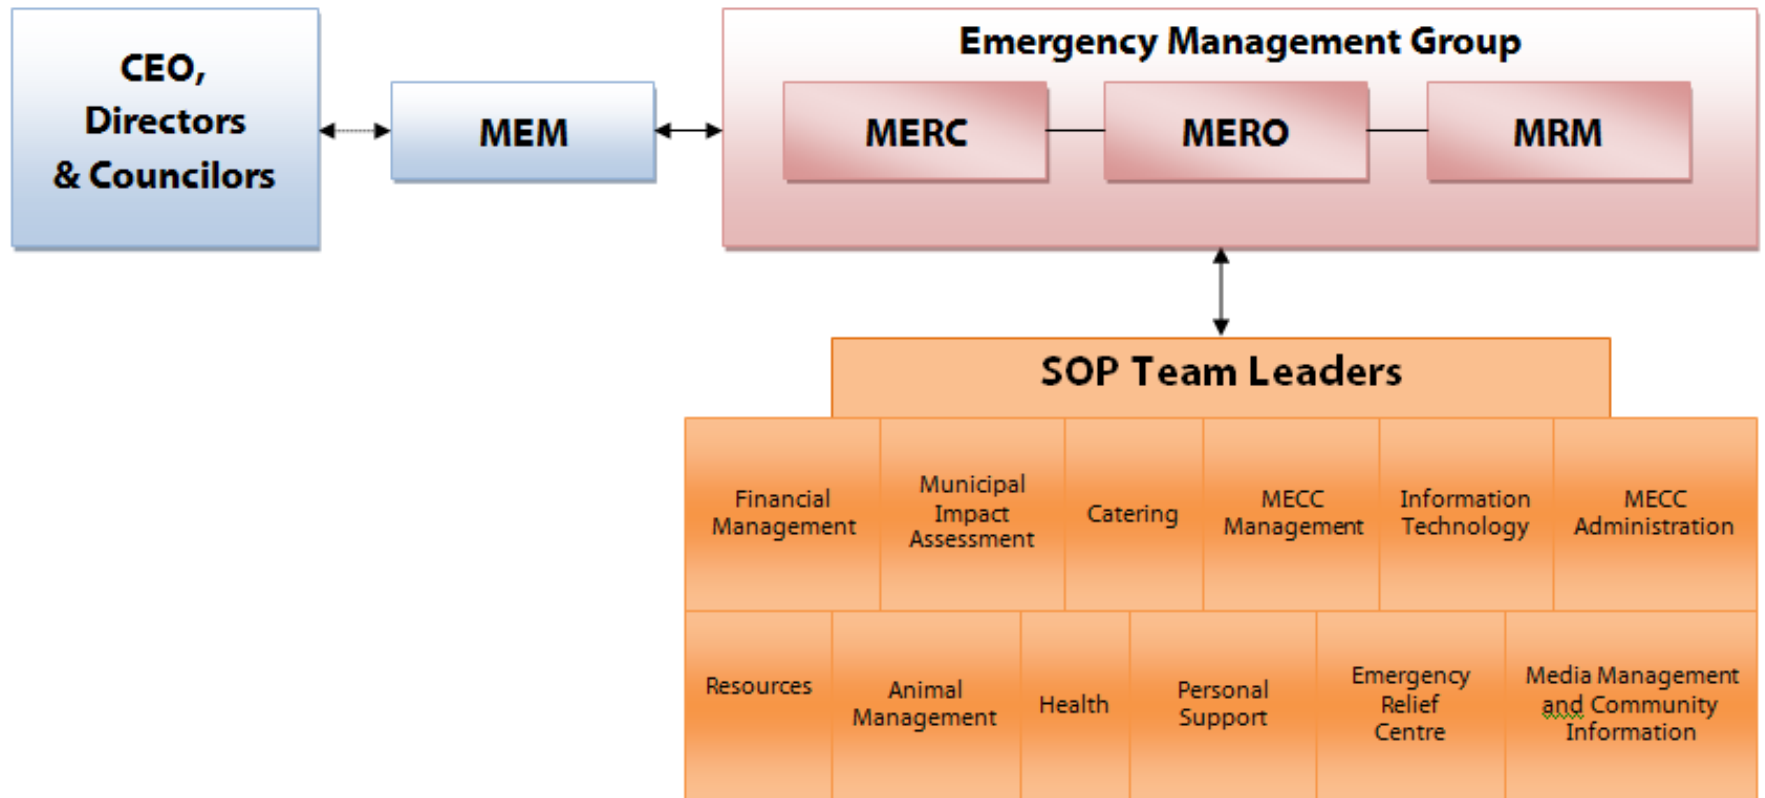 CEO,
Directors
& Councilors
MEM
Emergency Management Group
MERC
MERO
MRM
SOP Team Leaders
Financial
Management
Municipal
Impact
Assessment
Catering
MECC
Management
Information
Technology
MECC
Administration
Resources
Animal
Management
Health
Personal
Support
Emergency
Relief
Centre
Media Management
and Community
Information